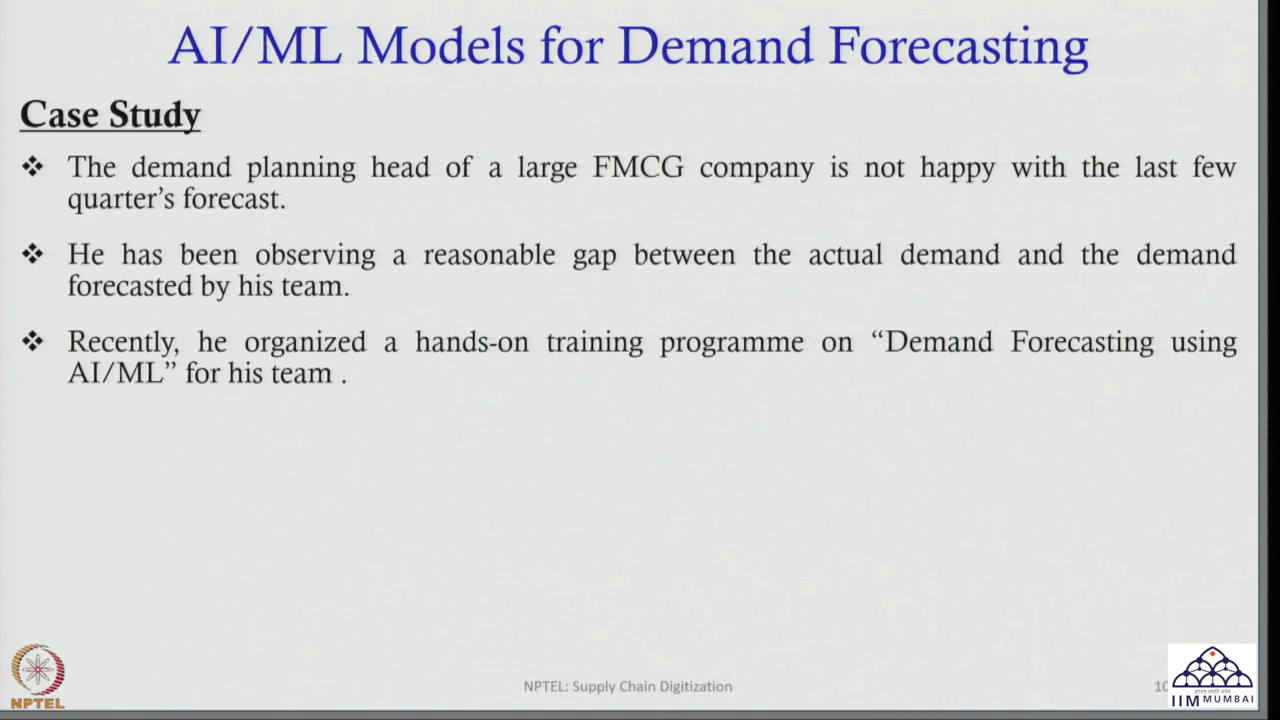 AI/ML Models for Demand Forecasting
Case Study
❖ The demand planning head of a large FMCG company is not happy with the last few
quarter's forecast.
❖ He has been observing a reasonable gap between the actual demand and the demand
forecasted by his team.
❖ Recently, he organized a hands-on training programme on “Demand Forecasting using
AI/ML” for his team .
NPTEL
NPTEL: Supply Chain Digitization
IIM MUMBAI